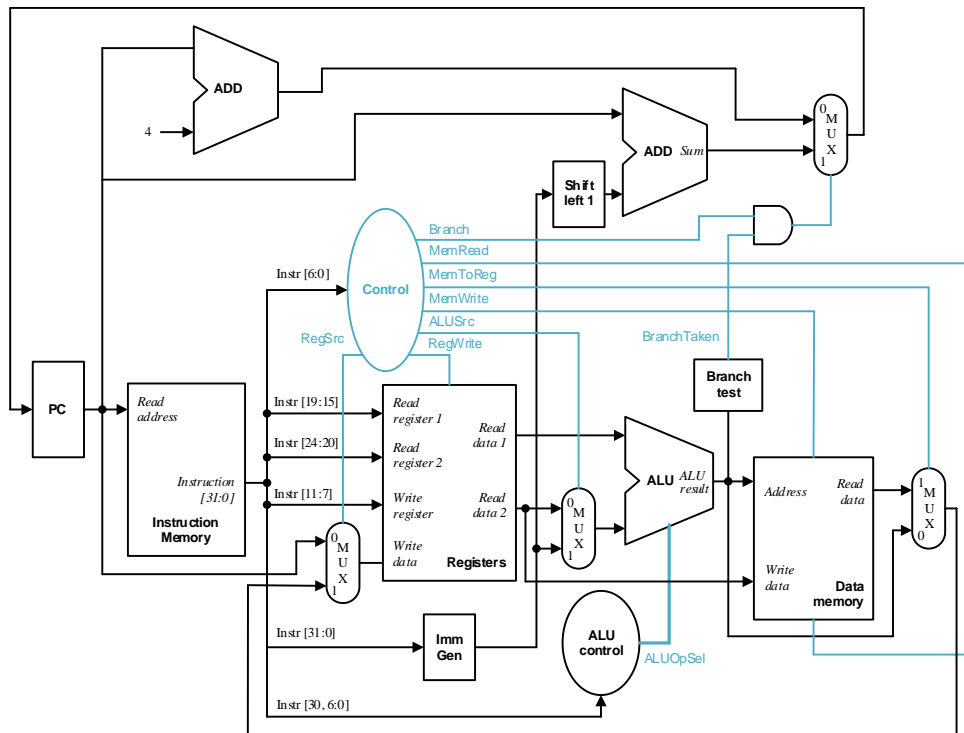 ADD
4
ADD Sum
0
M
U
X
1
Shift
left 1
Branch
MemRead
MemToReg
MemWrite
ALUSrc
RegWrite
Control
Instr [6:0]
RegSrc
BranchTaken
PC
Read
address
Instruction
[31:0]
Instruction
Memory
Instr [19:15]
Instr [24:20]
Instr [11:7]
Read
register 1
Read
register 2
Write
register
Write
data
Read
data 1
Read
data 2
Registers
0
M
U
X
1
0
M
U
X
1
ALU
ALU
result
Branch
test
Address
Read
data
Write
data
Data
memory
1
M
U
X
0
Instr [31:0]
Imm
Gen
ALU
control
ALUOpSel
Instr [30, 6:0]